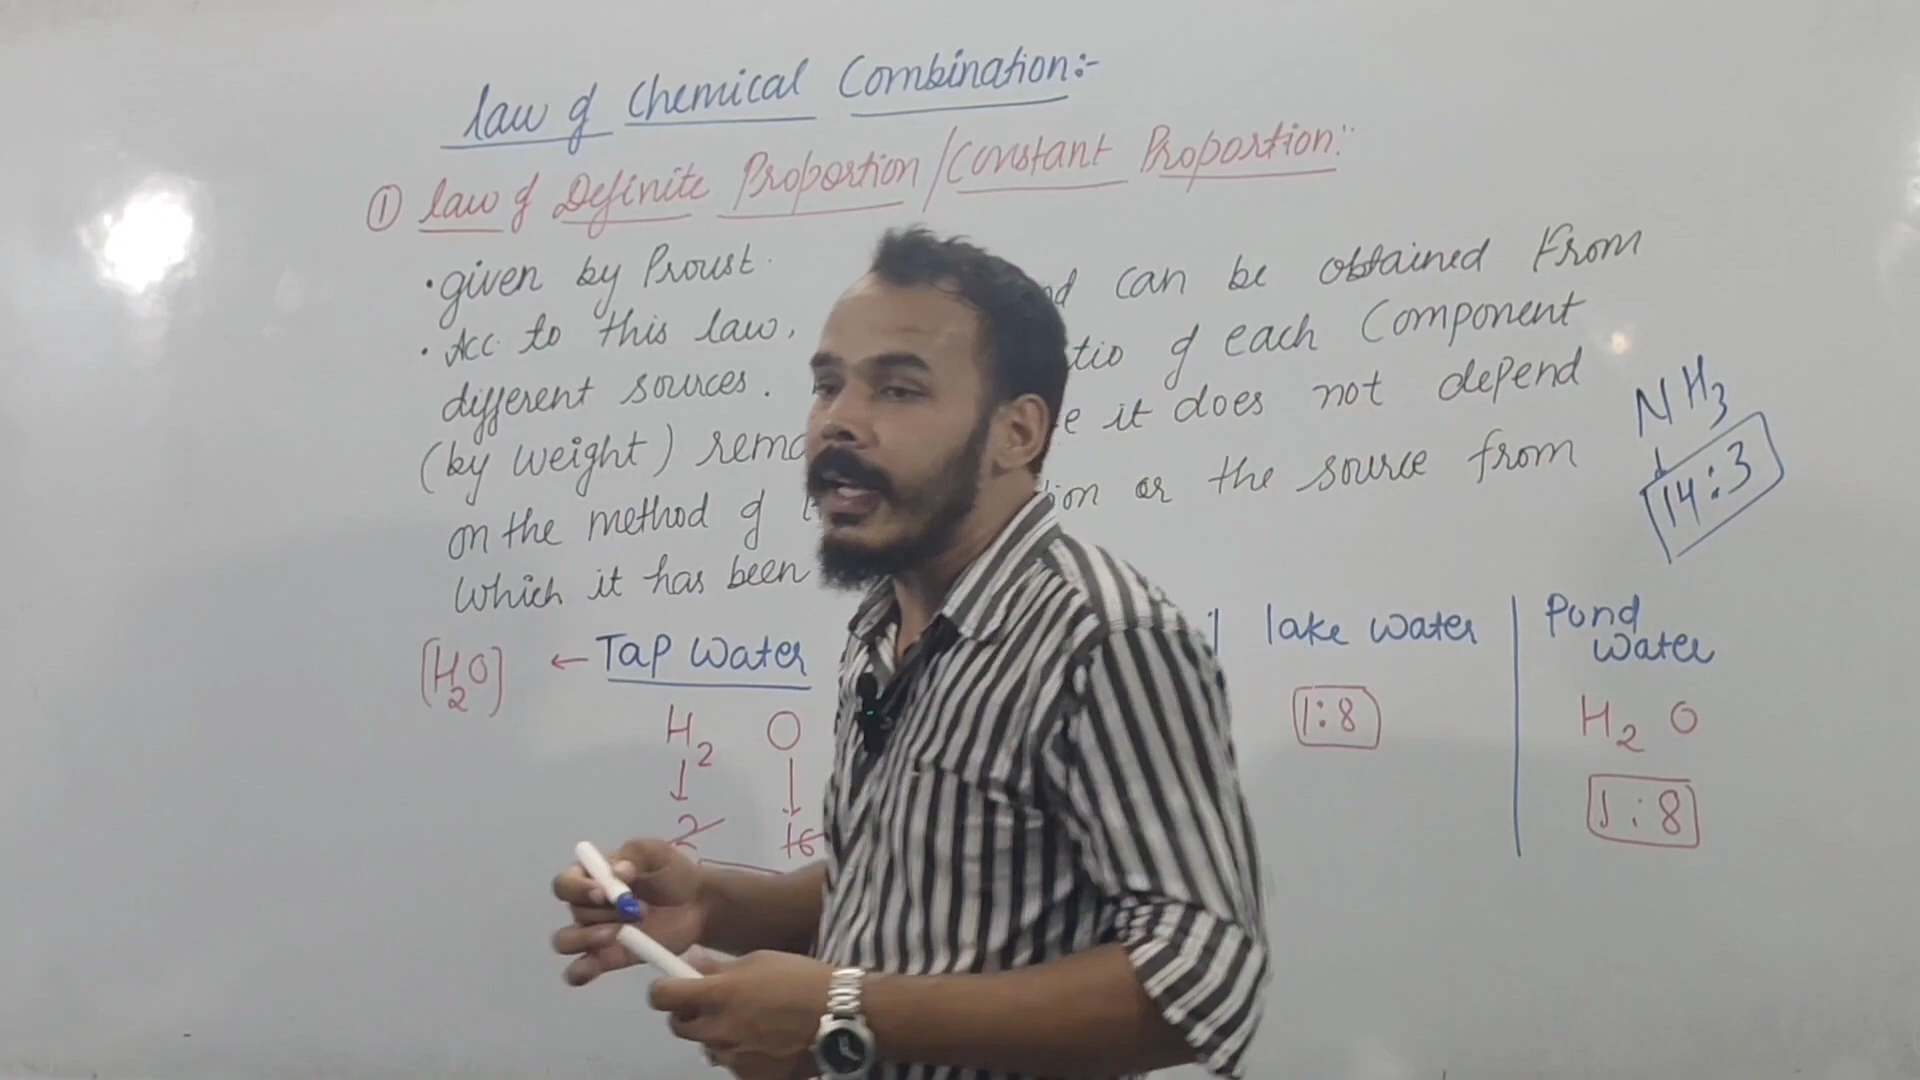 law of Chemical Combination:-
① law of Definite Proportion/Constant Proportion:-
• given by Proust.
• Acc to this law, can be obtained From
different sources. of each Component
(by weight) it does not depend
on the method of or the source from
Which it has been
NH3
14:3
[H2O] ← Tap Water
lake water
Pond
water
H2 O
2 16
1:8
H2 O
1:8